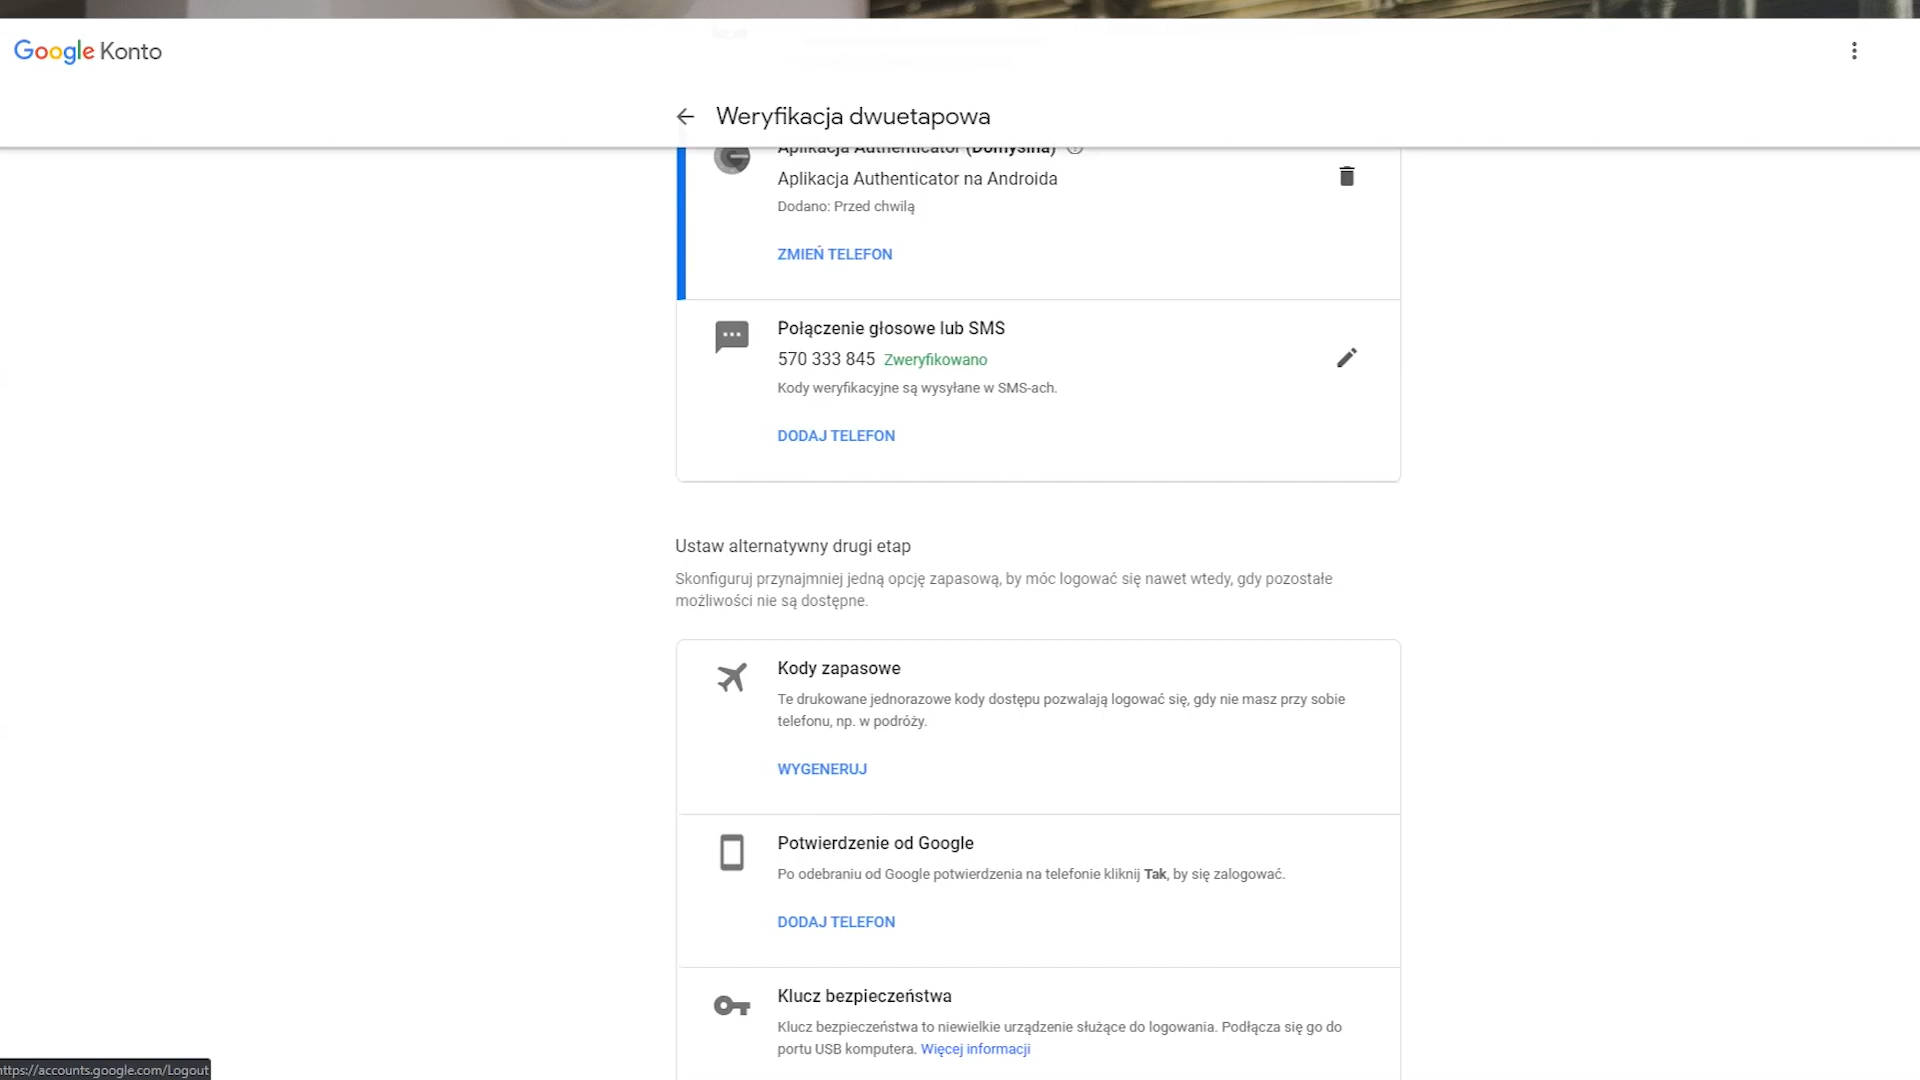 Google Konto
Weryfikacja dwuetapowa
Aplikacja Authenticator (Domyślna)
Aplikacja Authenticator na Androida
Dodano: Przed chwilą
ZMIEŃ TELEFON
Połączenie głosowe lub SMS
570 333 845 Zweryfikowano
Kody weryfikacyjne są wysyłane w SMS-ach.
DODAJ TELEFON
Ustaw alternatywny drugi etap
Skonfiguruj przynajmniej jedną opcję zapasową, by móc logować się nawet wtedy, gdy pozostałe
możliwości nie są dostępne.
Kody zapasowe
Te drukowane jednorazowe kody dostępu pozwalają logować się, gdy nie masz przy sobie
telefonu, np. w podróży.
WYGENERUJ
Potwierdzenie od Google
Po odebraniu od Google potwierdzenia na telefonie kliknij Tak, by się zalogować.
DODAJ TELEFON
Klucz bezpieczeństwa
Klucz bezpieczeństwa to niewielkie urządzenie służące do logowania. Podłącza się go do
portu USB komputera. Więcej informacji
https://accounts.google.com/Logout